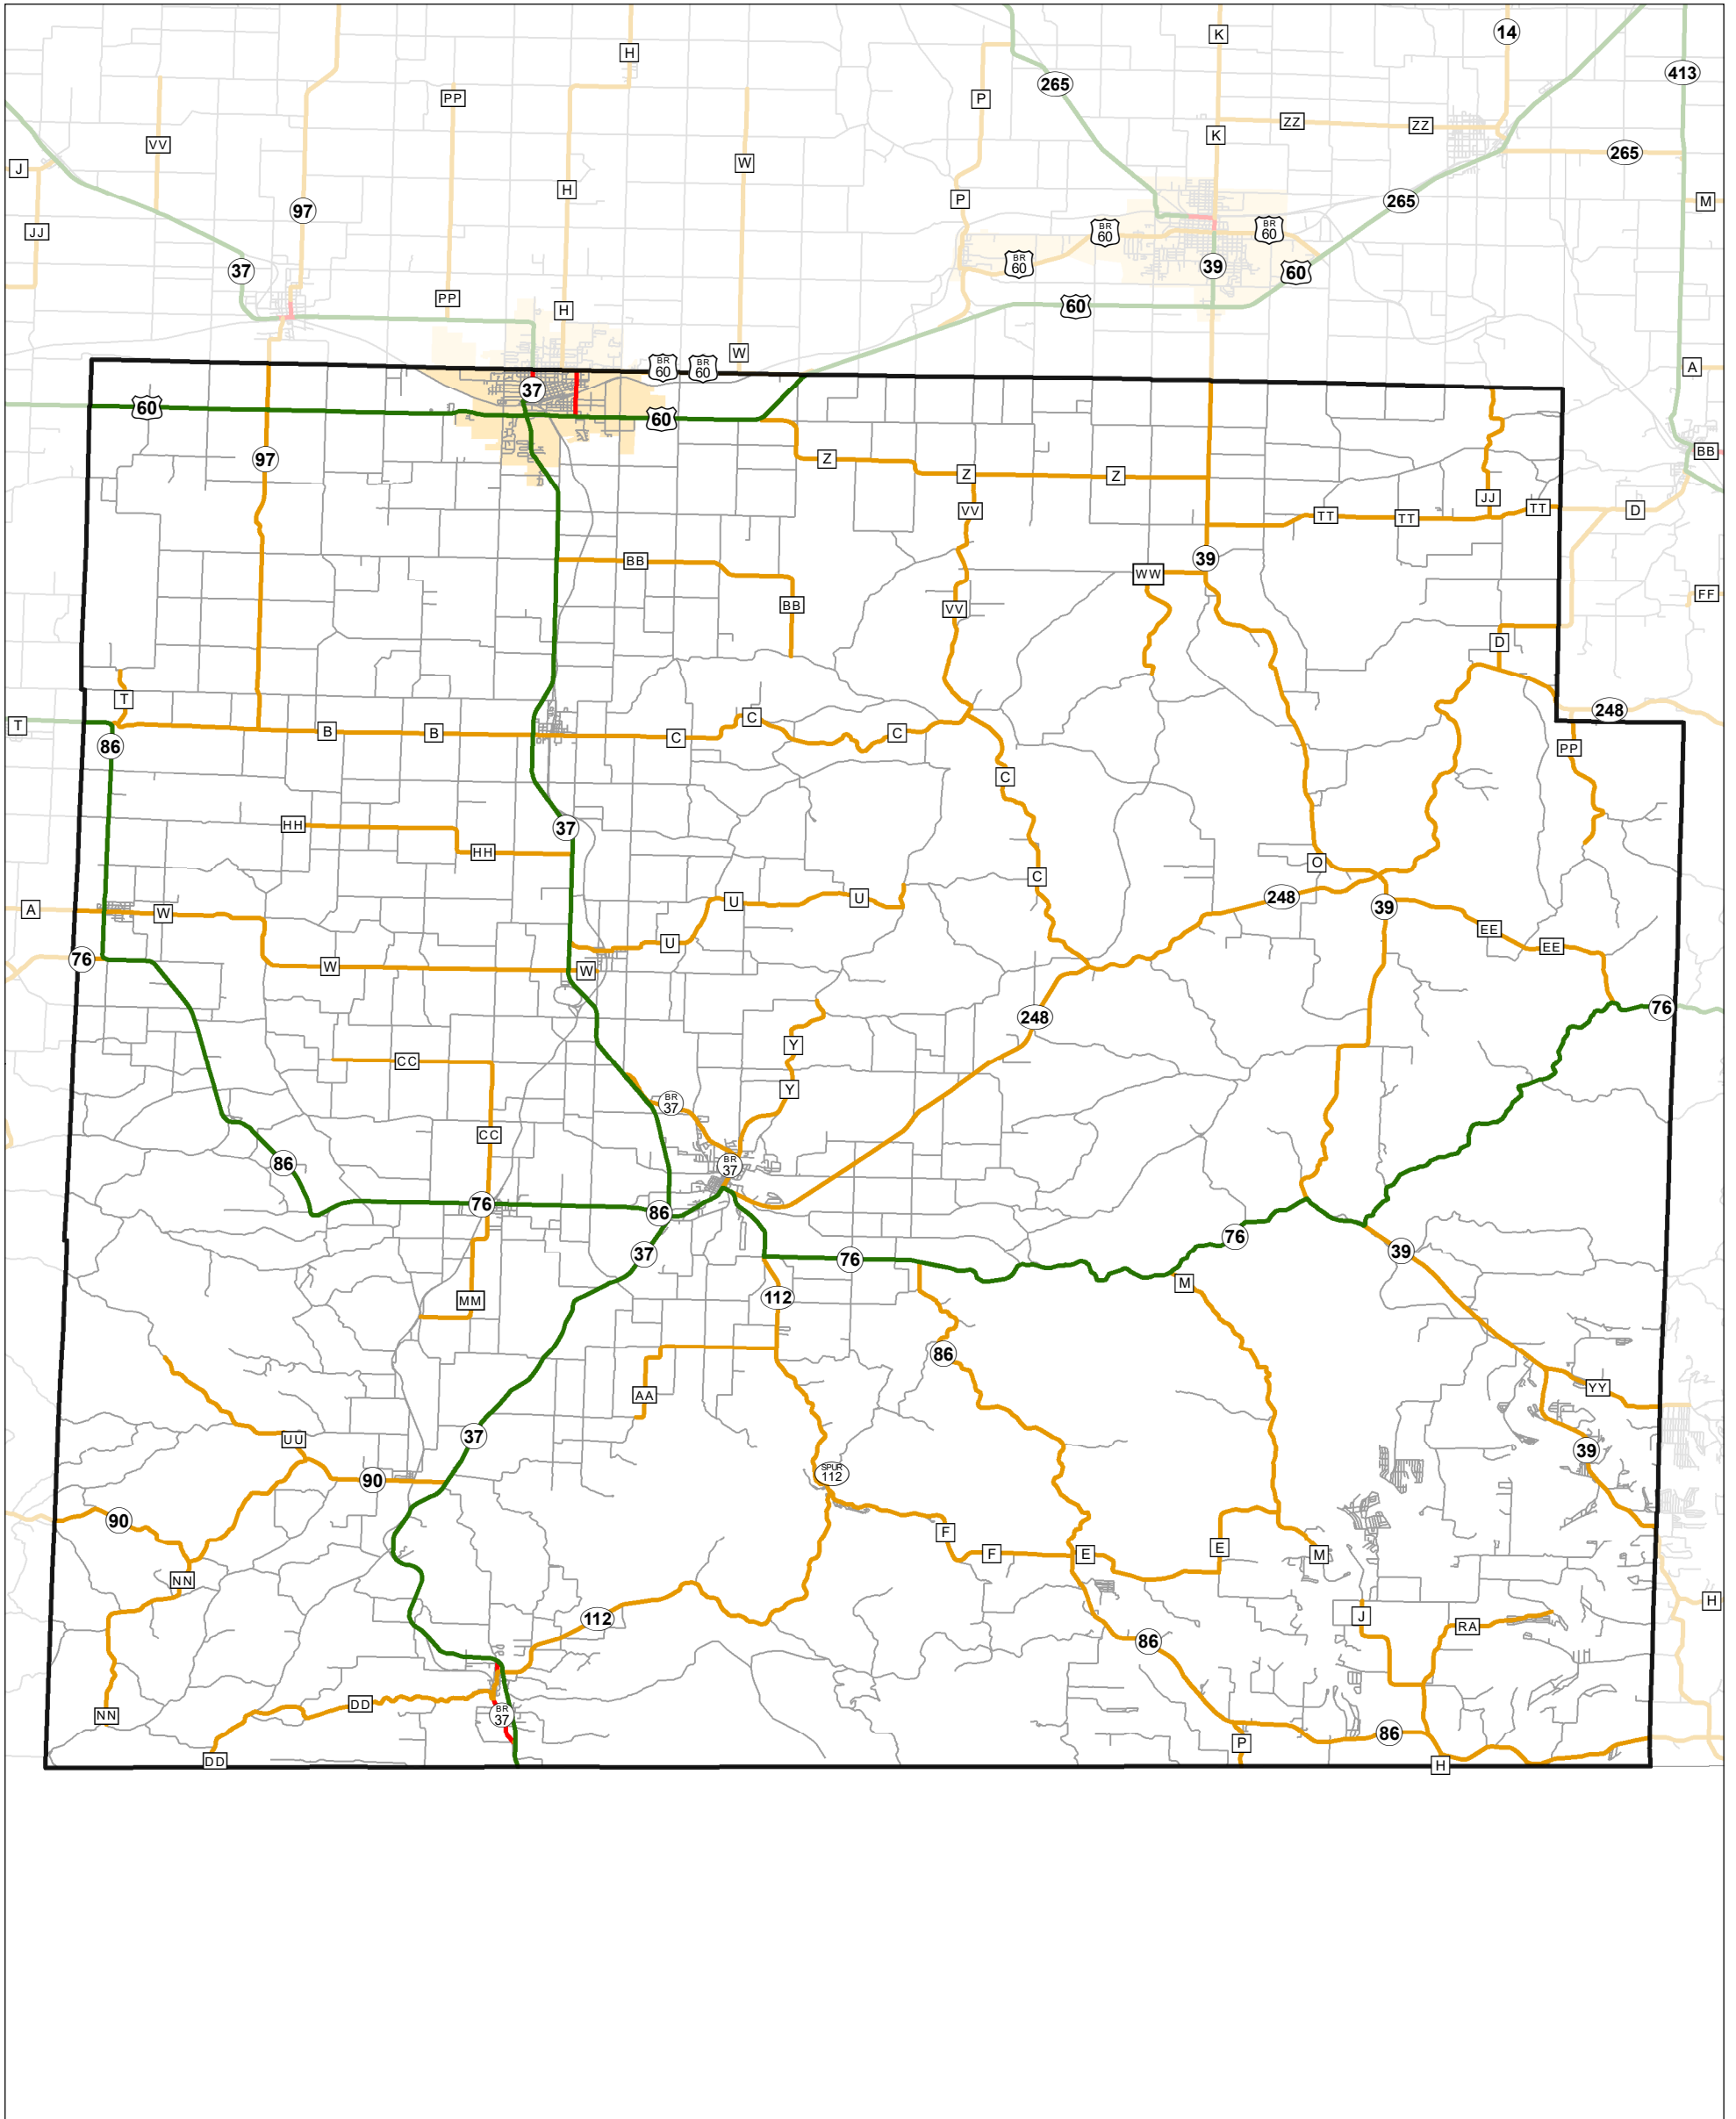 K
14
H
413
265
PP
P
ZZ
ZZ
K
VV
265
W
J
H
P
265
M
97
JJ
BR
60
BR
60
BR
60
39
37
60
PP
60
H
W
BR
60
BR
60
A
37
60
60
BB
97
Z
Z
Z
JJ
TT
D
VV
TT
TT
39
BB
WW
FF
BB
VV
D
T
248
C
T
B
B
C
C
86
PP
C
HH
37
HH
O
C
248
U
U
39
A
W
EE
U
EE
76
W
W
76
248
Y
CC
Y
BR
37
CC
86
BR
37
76
86
76
37
39
76
M
112
MM
86
YY
AA
37
UU
39
SPUR
112
90
90
F
E
F
E
M
NN
H
J
112
RA
86
DD
BR
37
NN
86
P
DD
H